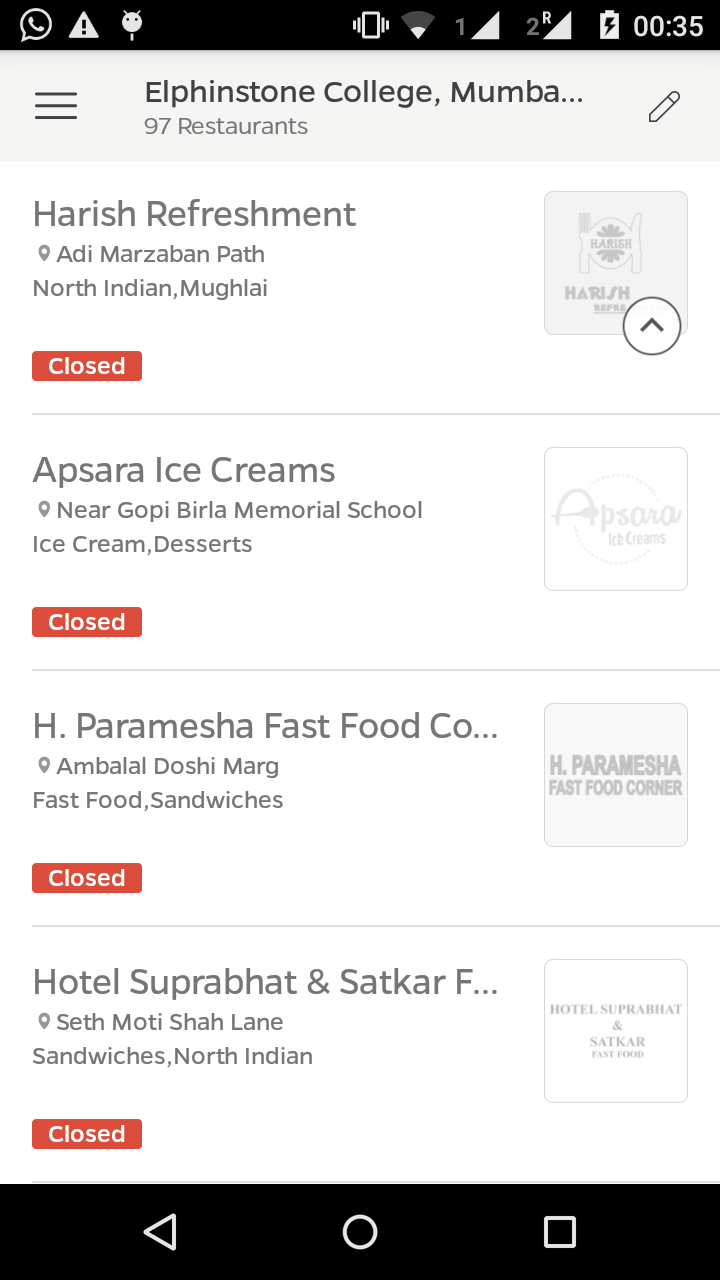 1 2 R 00:35
Elphinstone College, Mumba...
97 Restaurants
Harish Refreshment
Adi Marzaban Path
North Indian,Mughlai
HARISH
HARISH
REFRE
Closed
Apsara Ice Creams
Near Gopi Birla Memorial School
Ice Cream,Desserts
Apsara
Ice Creams
Closed
H. Paramesha Fast Food Co...
Ambalal Doshi Marg
Fast Food,Sandwiches
H. PARAMESHA
FAST FOOD CORNER
Closed
Hotel Suprabhat & Satkar F...
Seth Moti Shah Lane
Sandwiches,North Indian
HOTEL SUPRABHAT
&
SATKAR
FAST FOOD
Closed